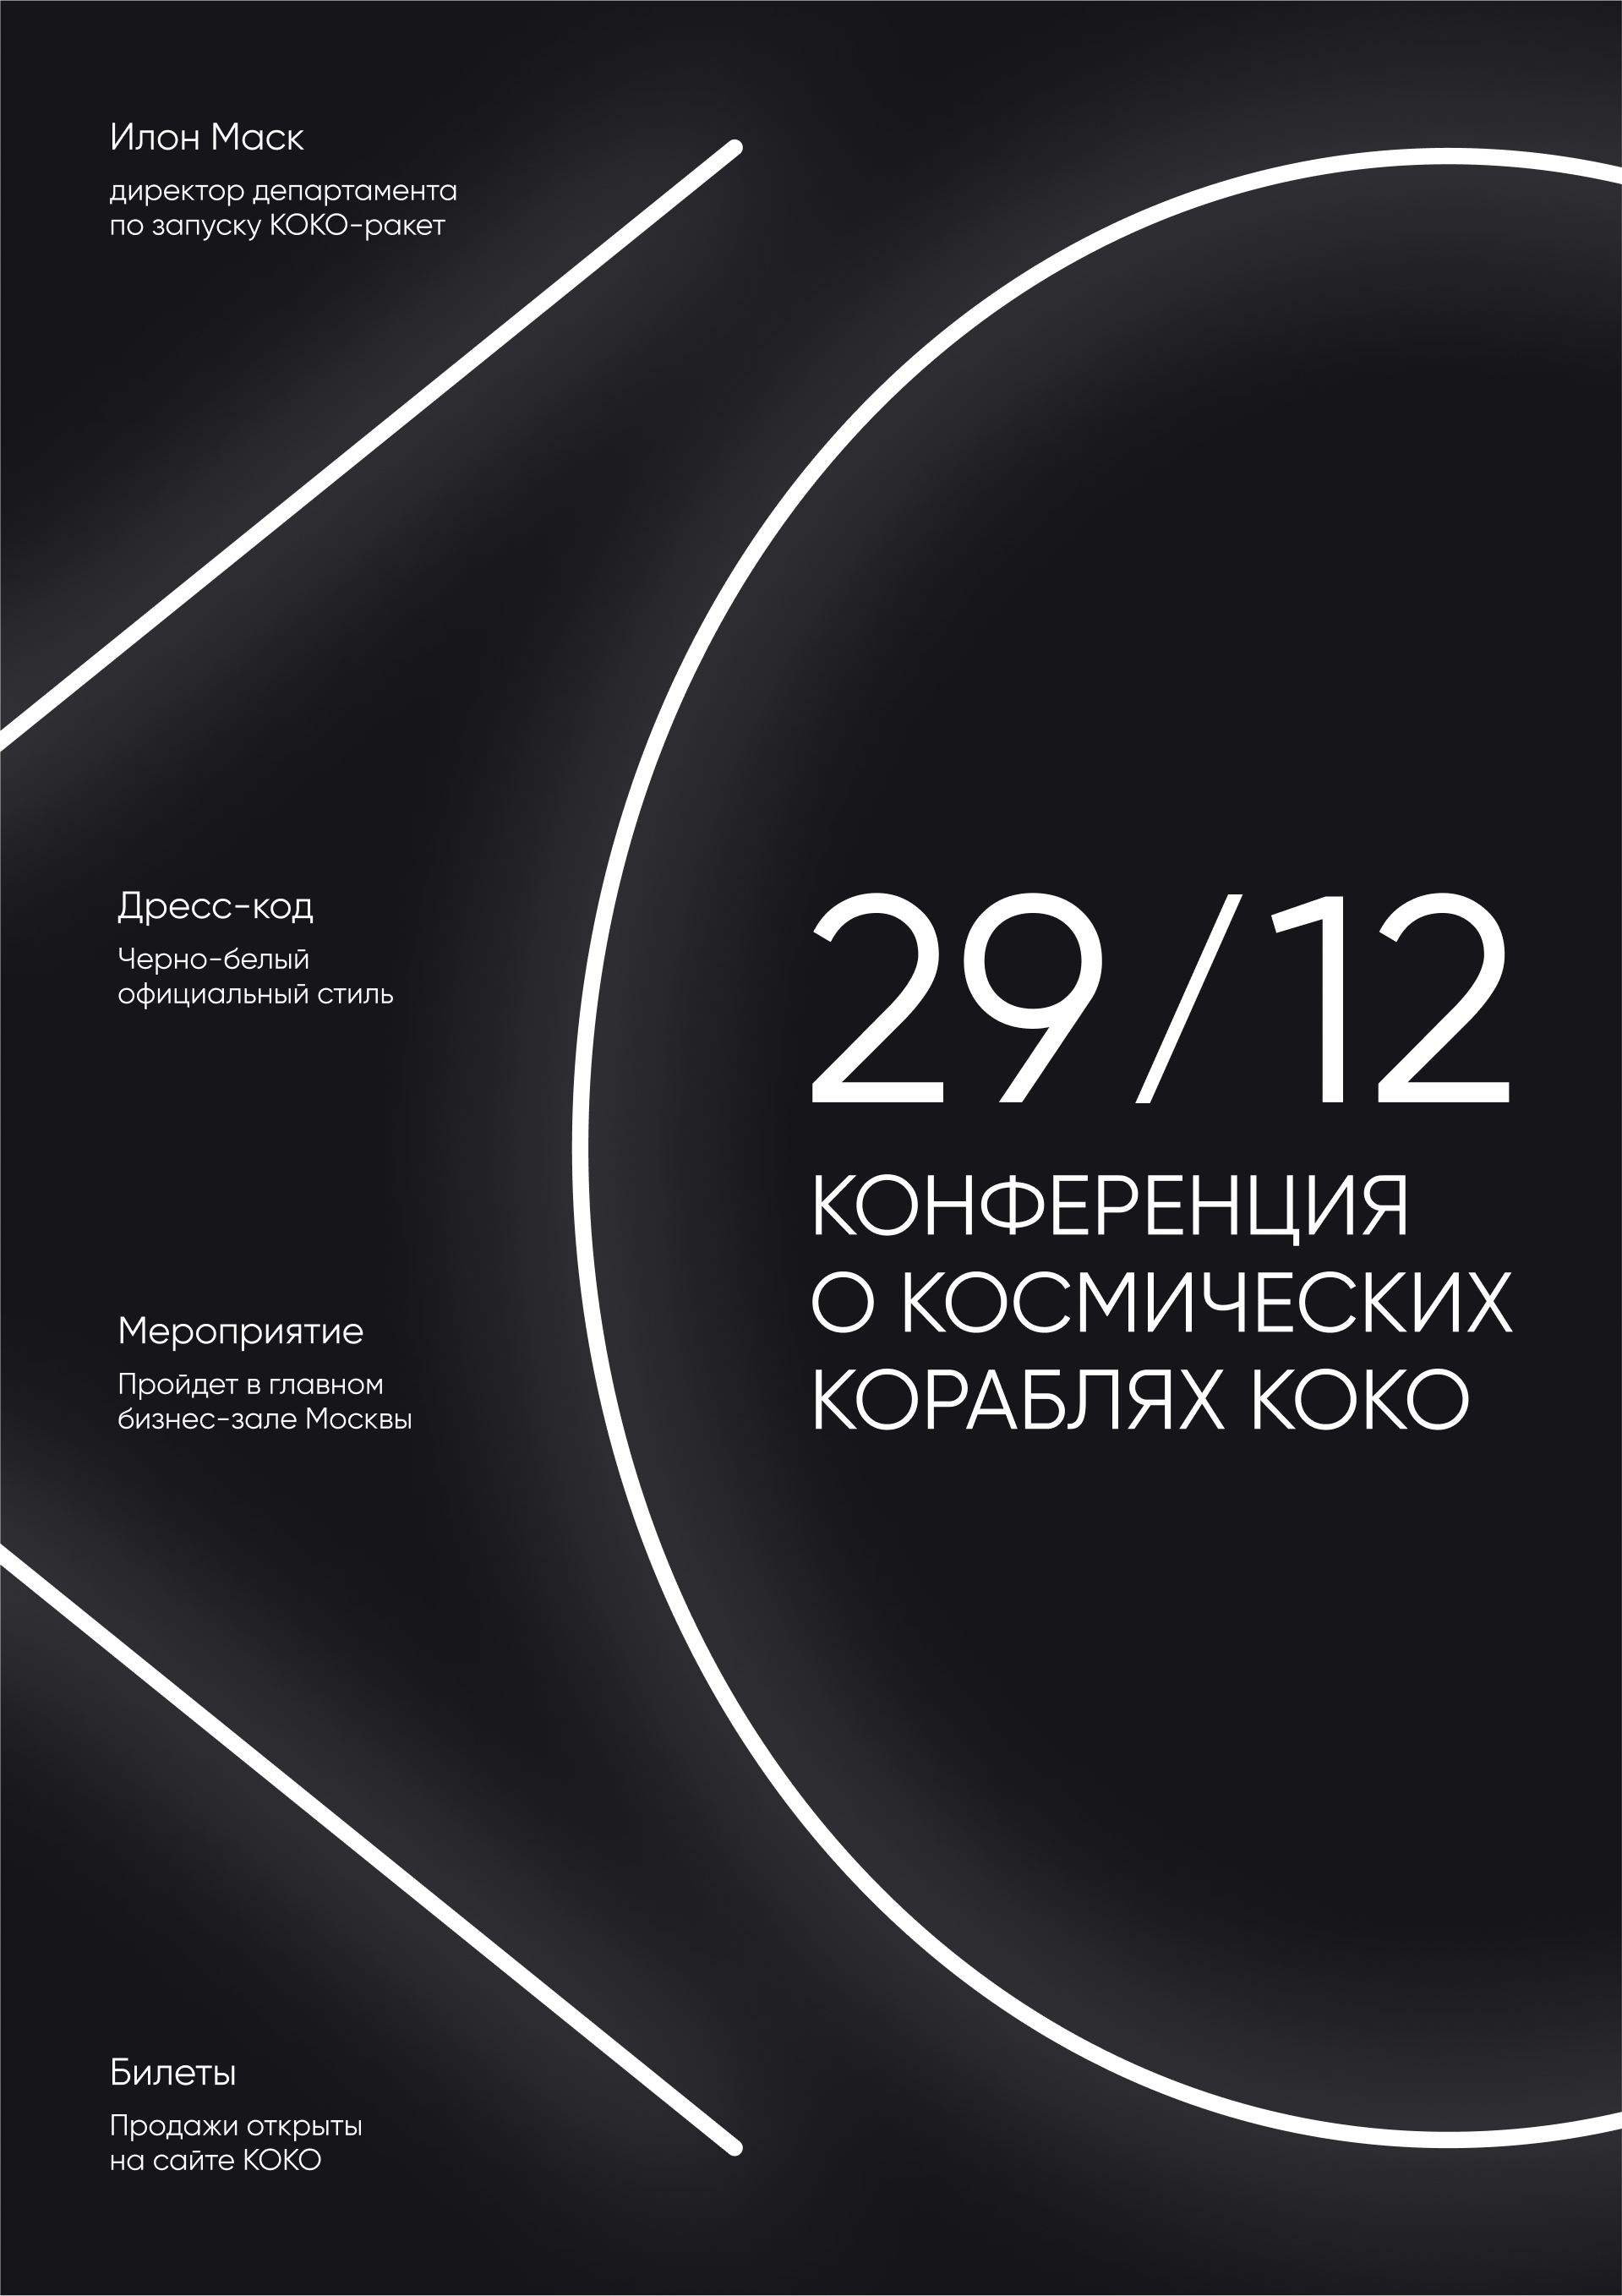 Илон Маск
директор департамента
по запуску КОКО-ракет
Дресс-код
Черно-белый
официальный стиль
29/12
КОНФЕРЕНЦИЯ
О КОСМИЧЕСКИХ
КОРАБЛЯХ КОКО
Мероприятие
Пройдет в главном
бизнес-зале Москвы
Билеты
Продажи открыты
на сайте КОКО